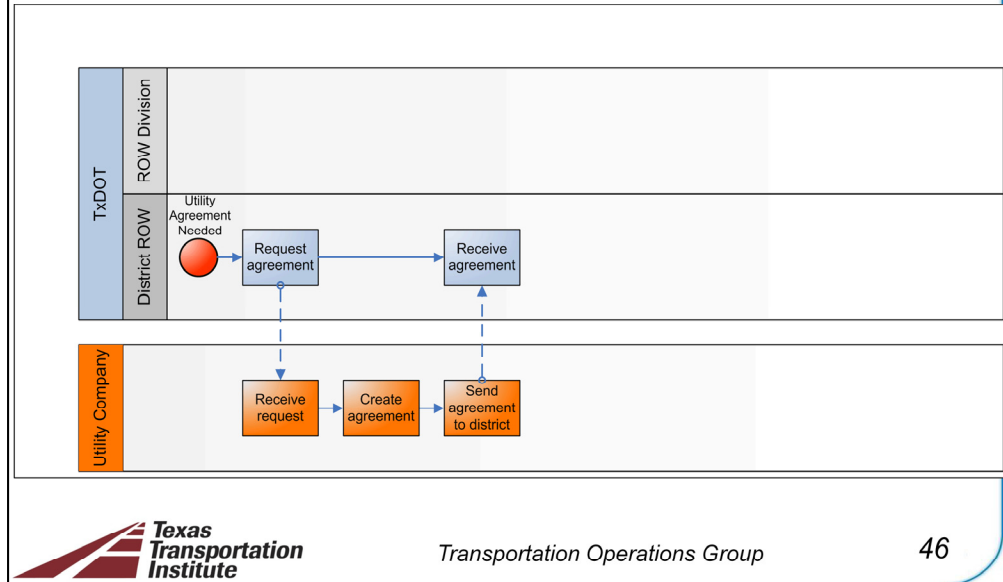 TxDOT
ROW Division
District ROW
Utility
Agreement
Needed
Request
agreement
Receive
agreement
Utility Company
Receive
request
Create
agreement
Send
agreement
to district
Texas
Transportation
Institute
Transportation Operations Group
46